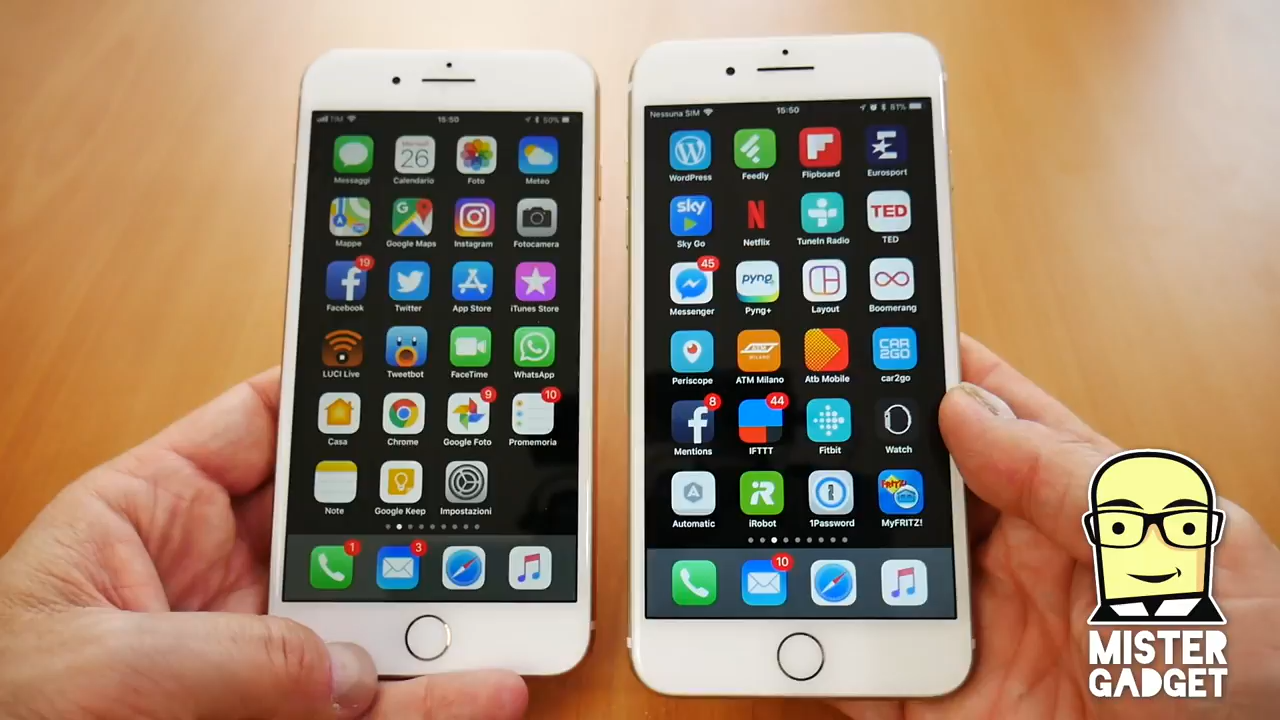 TIM 15:50 50%
26
Messaggi Calendario Foto Meteo
Mappe Google Maps Instagram Fotocamera
19
Facebook Twitter App Store iTunes Store
LUCI Live Tweetbot FaceTime WhatsApp
9 10
Casa Chrome Google Foto Promemoria
Note Google Keep Impostazioni
1 3
Nessuna SIM 15:50 81%
WordPress Feedly Flipboard Eurosport
sky TED
Sky Go Netflix TuneIn Radio TED
45
pyng
Messenger Pyng+ Layout Boomerang
ATM MILANO CAR2GO
Periscope ATM Milano Atb Mobile car2go
8 44
Mentions IFTTT Fitbit Watch
FRITZ!
Automatic iRobot 1Password MyFRITZ!
10
MISTER
GADGET